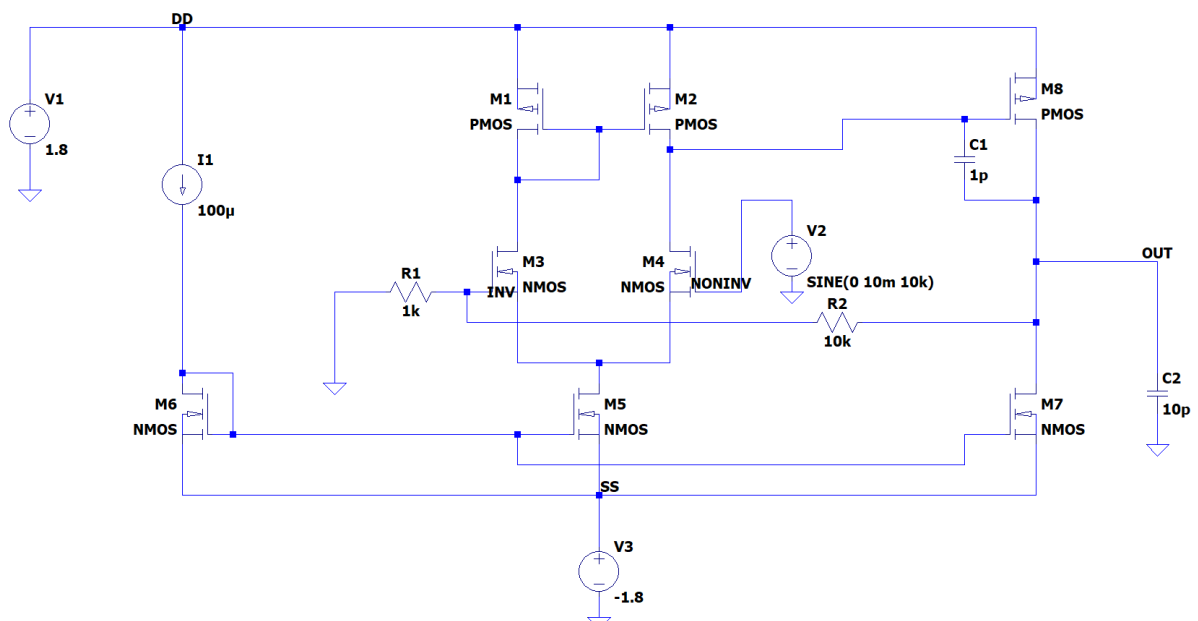 DD
V1
1.8
I1
100µ
M1
PMOS
M2
PMOS
M8
PMOS
C1
1p
V2
SINE(0 10m 10k)
M3
NMOS
INV
M4
NMOS
NONINV
R1
1k
R2
10k
OUT
C2
10p
M6
NMOS
M5
NMOS
M7
NMOS
SS
V3
-1.8